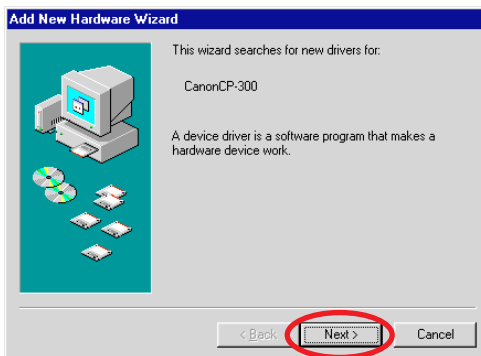 Add New Hardware Wizard
This wizard searches for new drivers for:
CanonCP-300
A device driver is a software program that makes a
hardware device work.
< Back
Next >
Cancel